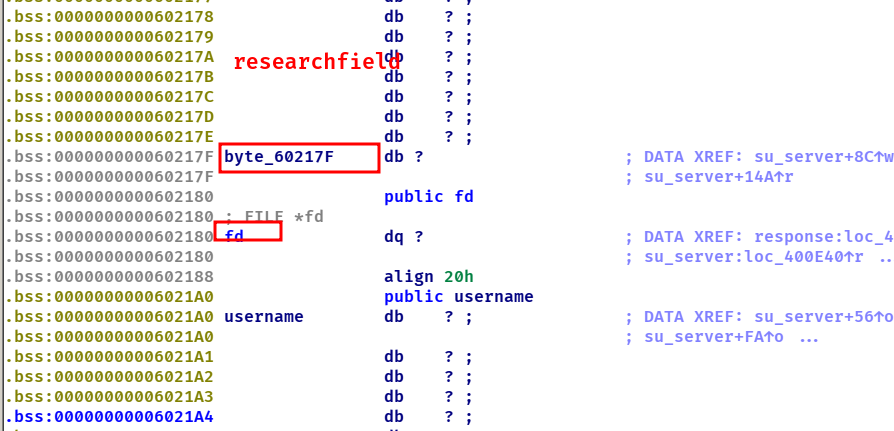 .bss:0000000000602178 db ? ;
.bss:0000000000602179 db ? ;
.bss:000000000060217A db ? ;
researchfield
.bss:000000000060217B db ? ;
.bss:000000000060217C db ? ;
.bss:000000000060217D db ? ;
.bss:000000000060217E db ? ;
.bss:000000000060217F byte_60217F db ? ; DATA XREF: su_server+8C↑w
.bss:000000000060217F ; su_server+14A↑r
.bss:0000000000602180 public fd
.bss:0000000000602180 ; FILE *fd
.bss:0000000000602180 fd dq ? ; DATA XREF: response:loc_4
.bss:0000000000602180 ; su_server:loc_400E40↑r ...
.bss:0000000000602188 align 20h
.bss:00000000006021A0 public username
.bss:00000000006021A0 username db ? ; ; DATA XREF: su_server+56↑o
.bss:00000000006021A0 ; su_server+FA↑o ...
.bss:00000000006021A1 db ? ;
.bss:00000000006021A2 db ? ;
.bss:00000000006021A3 db ? ;
.bss:00000000006021A4 db ? ;